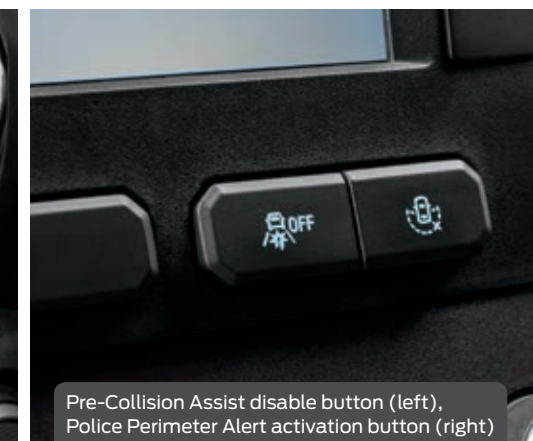 OFF
Pre-Collision Assist disable button (left),
Police Perimeter Alert activation button (right)